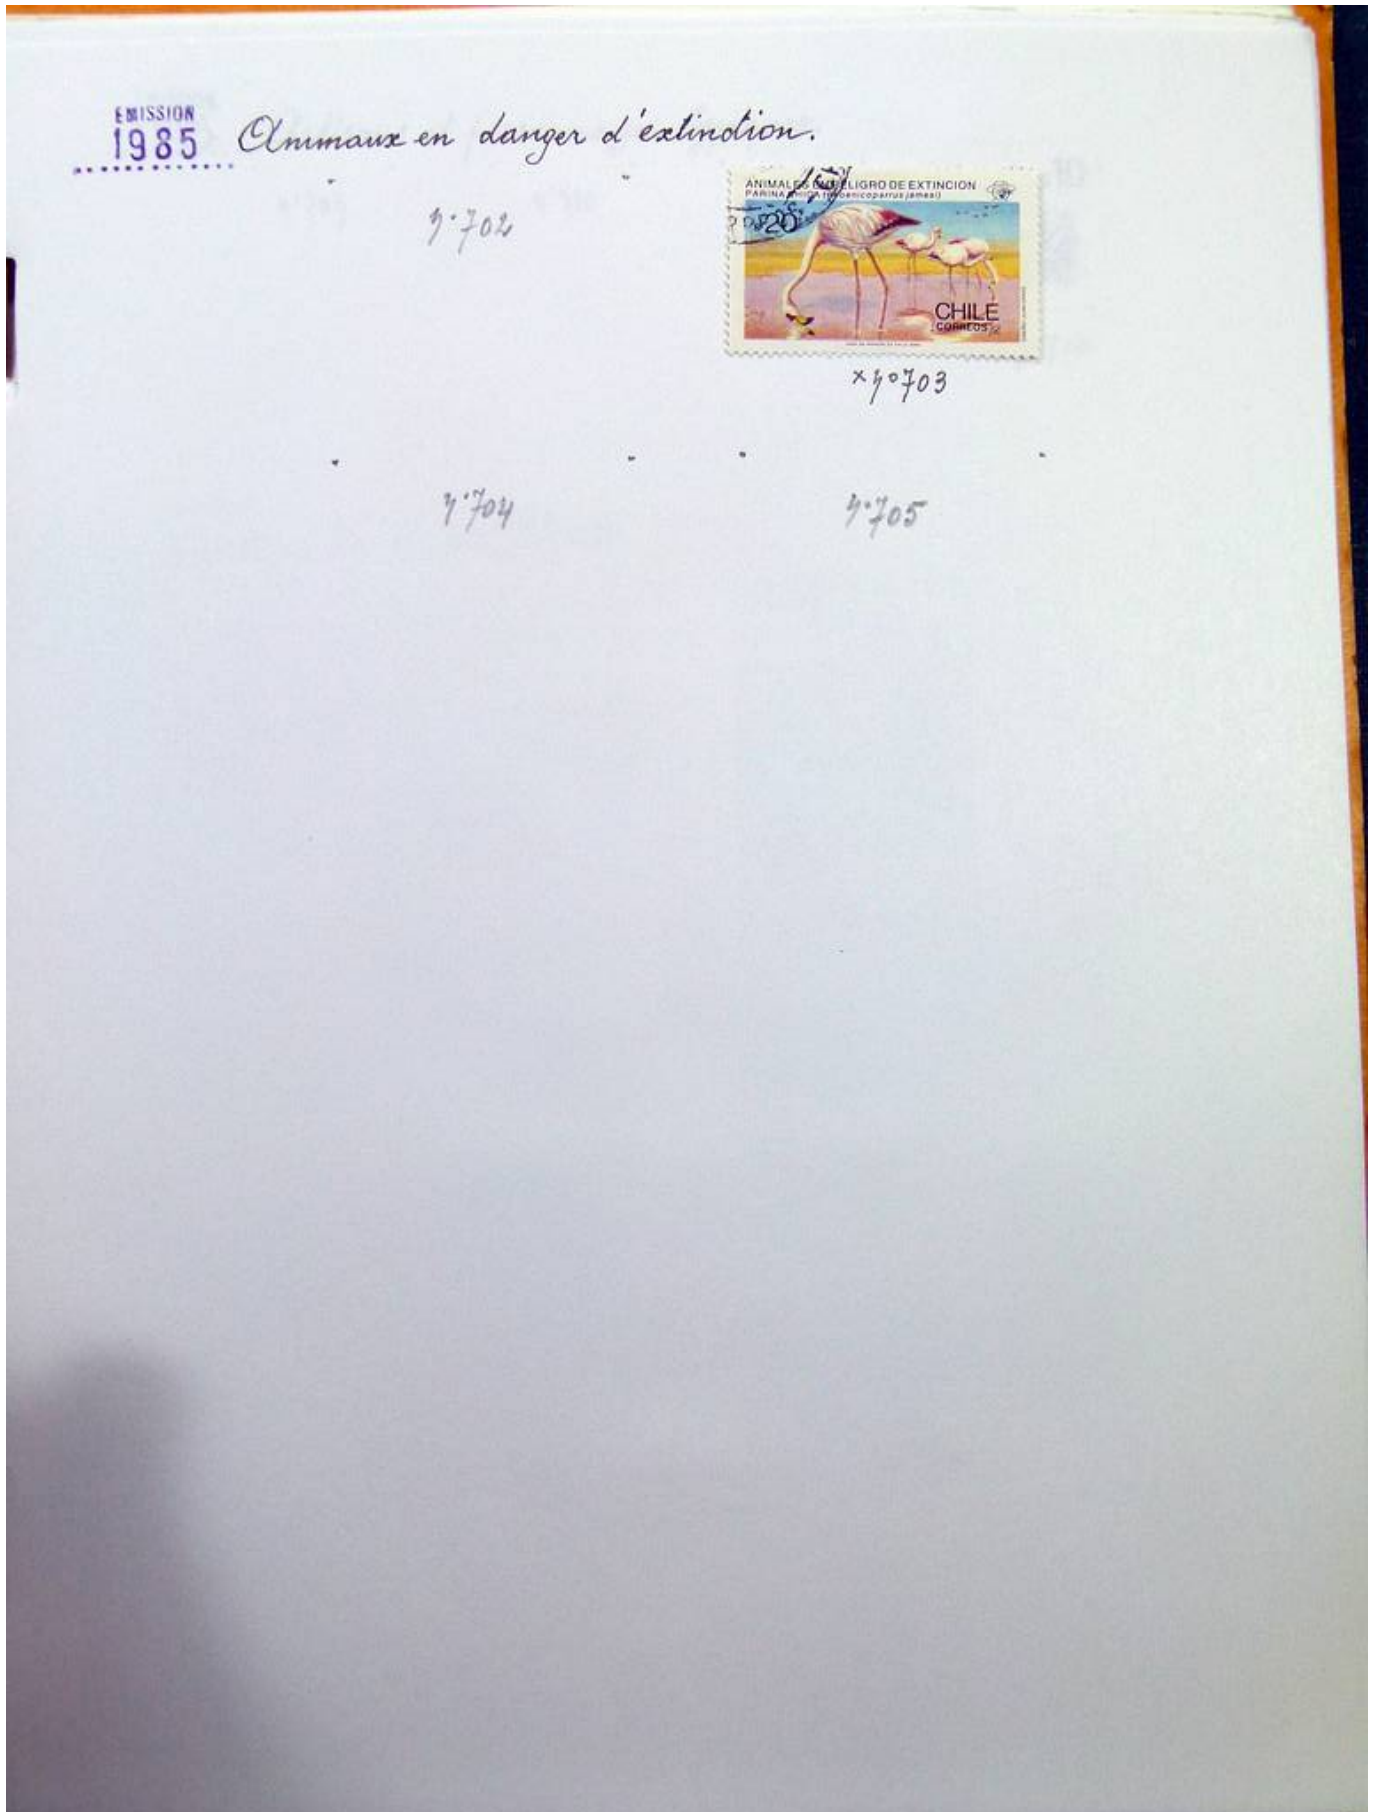 EMISSION
1985 Animaux en danger d'extinction.
n°702
ANIMALES EN PELIGRO DE EXTINCION
PARINA CHICA (Phoenicoparrus jamesi)
$20
CHILE
CORREOS
x n°703
n°704
n°705